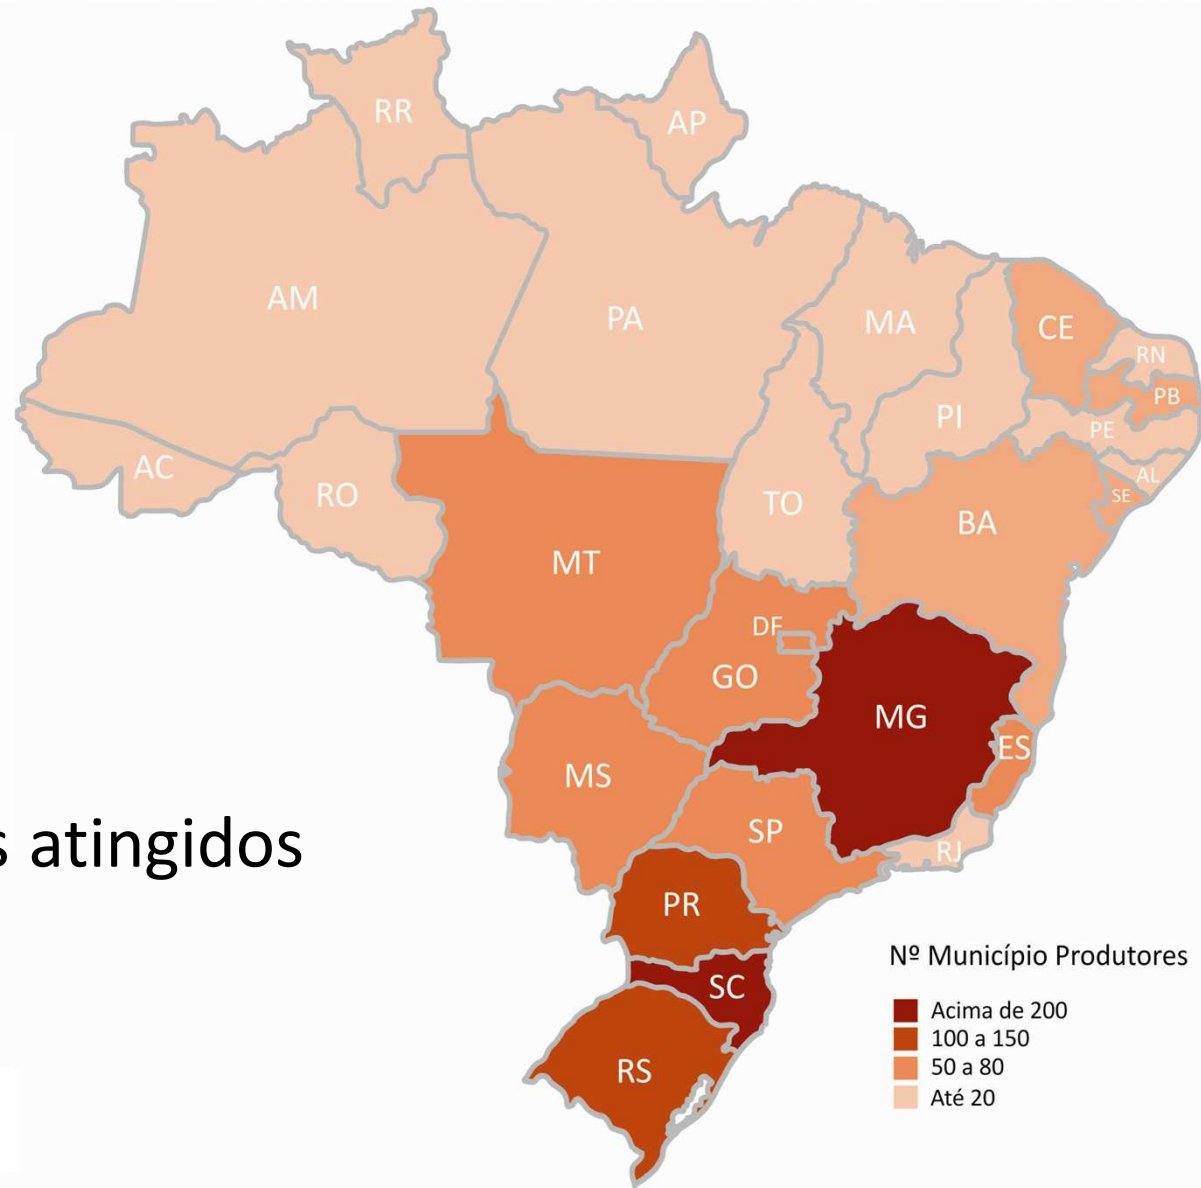 RR
AP
AM
PA
MA
CE
RN
PB
PI
PE
AL
SE
AC
RO
TO
BA
MT
DF
GO
MG
ES
MS
SP
RJ
s atingidos
PR
Nº Município Produtores
SC
Acima de 200
100 a 150
RS
50 a 80
Até 20